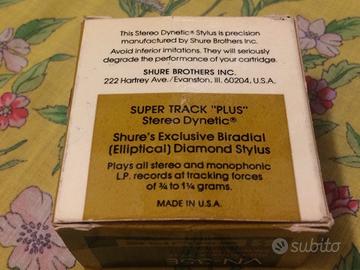 This Stereo Dynetic® Stylus is precision
manufactured by Shure Brothers Inc.
Avoid inferior imitations. They will seriously
degrade the performance of your cartridge.
SHURE BROTHERS INC.
222 Hartrey Ave./Evanston, Ill. 60204, U.S.A.
SUPER TRACK "PLUS"
Stereo Dynetic®
Shure's Exclusive Biradial
(Elliptical) Diamond Stylus
Plays all stereo and monophonic
L.P. records at tracking forces
of ¾ to 1¼ grams.
MADE IN U.S.A.
VN-35E
subito